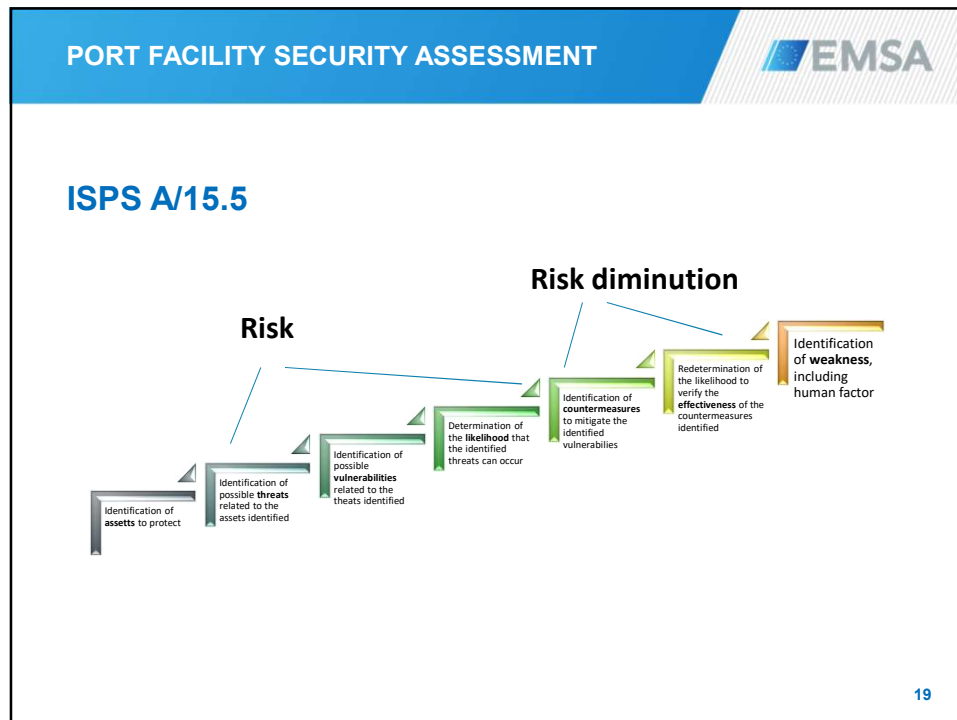 PORT FACILITY SECURITY ASSESSMENT
EMSA
ISPS A/15.5
Risk diminution
Risk
Identification of
assetts to protect
Identification of
possible threats
related to the
assets identified
Identification of
possible
vulnerabilities
related to the
theats identified
Determination of
the likelihood that
the identified
threats can occur
Identification of
countermeasures
to mitigate the
identified
vulnerabilies
Redetermination of
the likelihood to
verify the
effectiveness of the
countermeasures
identified
Identification
of weakness,
including
human factor
19